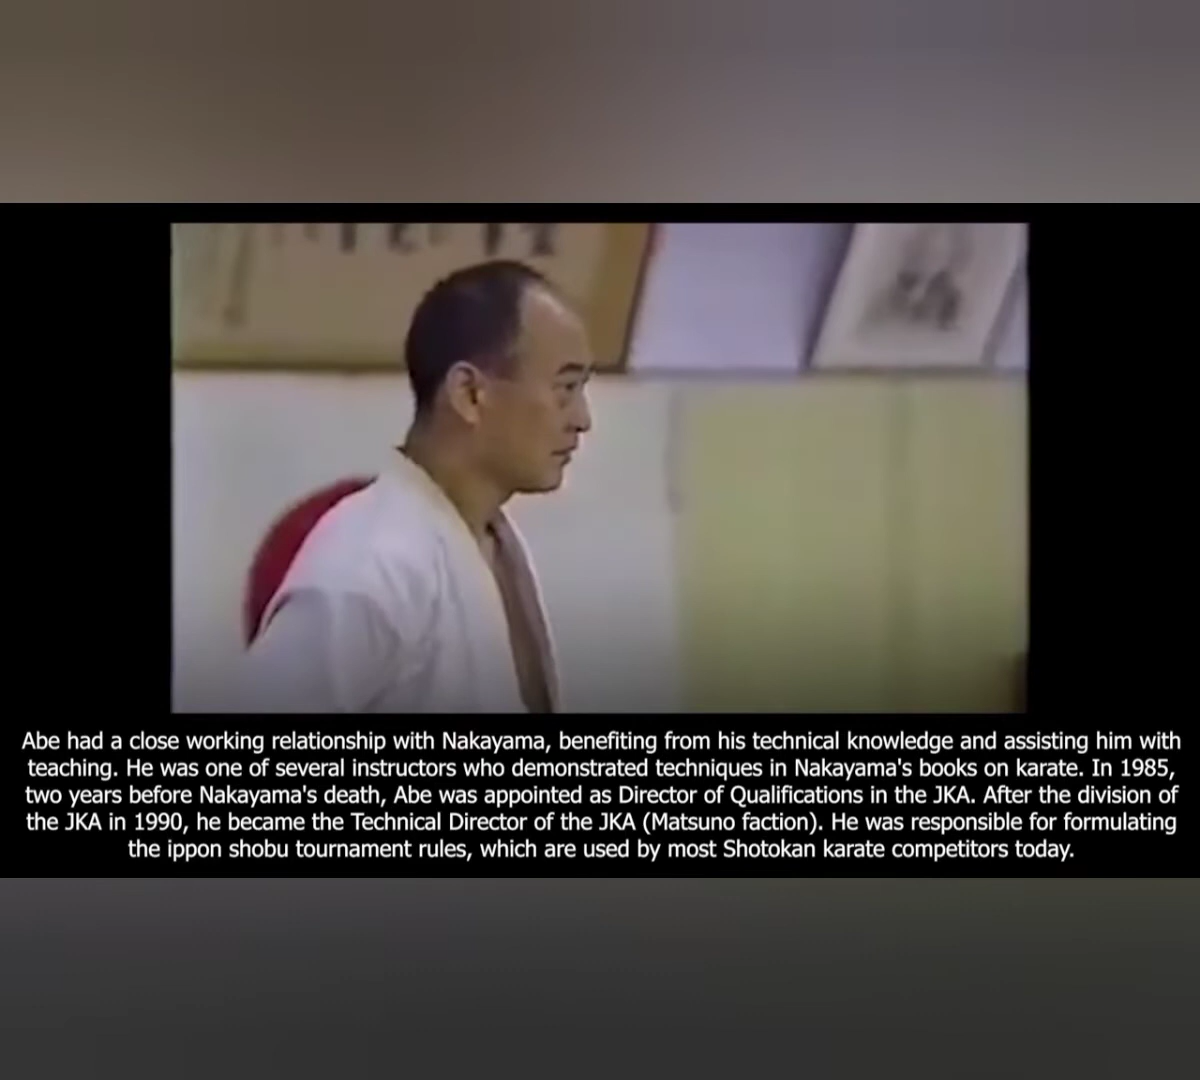 Abe had a close working relationship with Nakayama, benefiting from his technical knowledge and assisting him with
teaching. He was one of several instructors who demonstrated techniques in Nakayama's books on karate. In 1985,
two years before Nakayama's death, Abe was appointed as Director of Qualifications in the JKA. After the division of
the JKA in 1990, he became the Technical Director of the JKA (Matsuno faction). He was responsible for formulating
the ippon shobu tournament rules, which are used by most Shotokan karate competitors today.